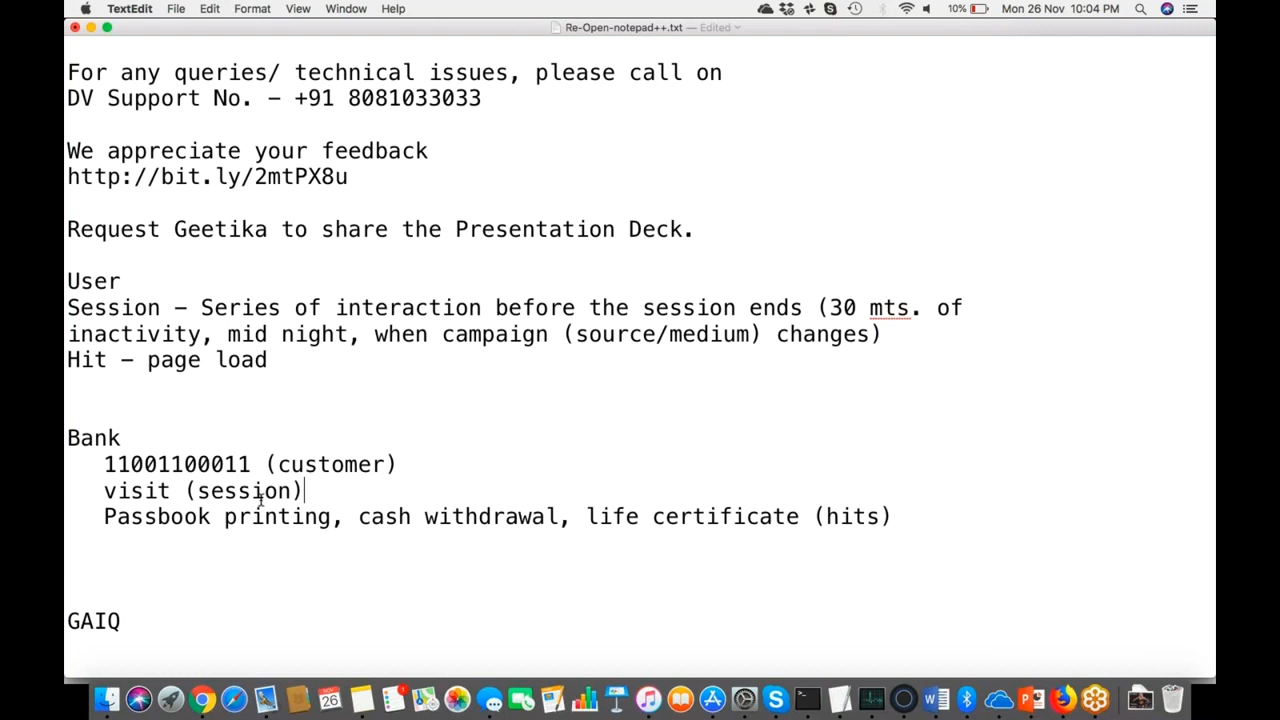 TextEdit File Edit Format View Window Help 10% Mon 26 Nov 10:04 PM
Re-Open-notepad++.txt — Edited
For any queries/ technical issues, please call on
DV Support No. – +91 8081033033
We appreciate your feedback
http://bit.ly/2mtPX8u
Request Geetika to share the Presentation Deck.
User
Session – Series of interaction before the session ends (30 mts. of
inactivity, mid night, when campaign (source/medium) changes)
Hit – page load
Bank
11001100011 (customer)
visit (session)
Passbook printing, cash withdrawal, life certificate (hits)
GAIQ
26